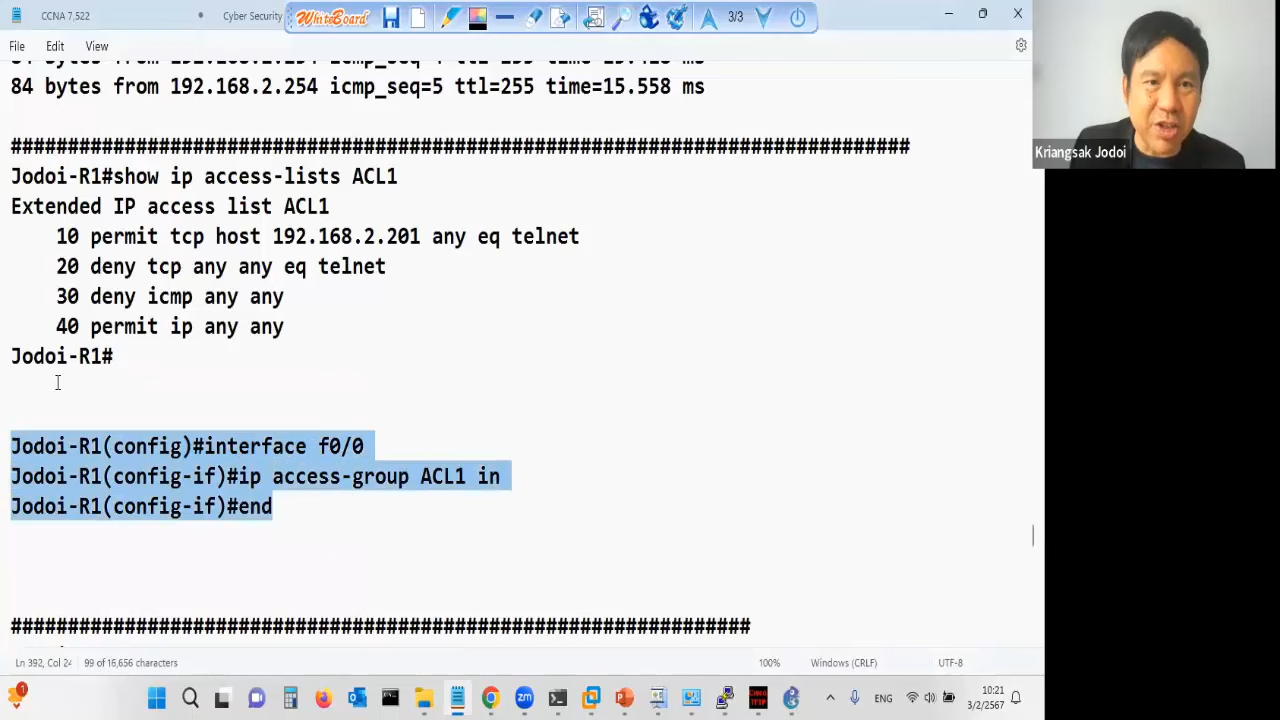 CCNA 7,522
Cyber Security
WhiteBoard
3/3
File
Edit
View
84 bytes from 192.168.2.254 icmp_seq=5 ttl=255 time=15.558 ms
###############################################################################
Jodoi-R1#show ip access-lists ACL1
Extended IP access list ACL1
10 permit tcp host 192.168.2.201 any eq telnet
20 deny tcp any any eq telnet
30 deny icmp any any
40 permit ip any any
Jodoi-R1#
Jodoi-R1(config)#interface f0/0
Jodoi-R1(config-if)#ip access-group ACL1 in
Jodoi-R1(config-if)#end
#################################################################
Kriangsak Jodoi
Ln 392, Col 24
99 of 16,656 characters
100%
Windows (CRLF)
UTF-8
1
zm
ENG
10:21
3/2/2567